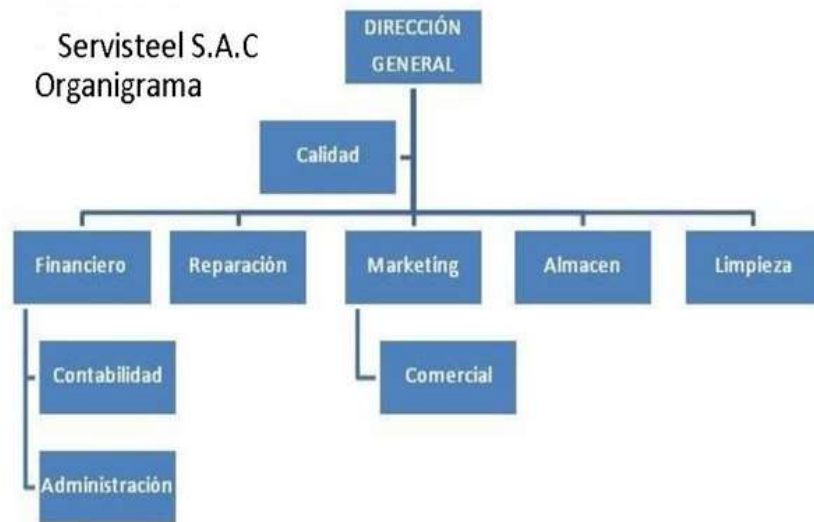 Servisteel S.A.C
Organigrama
DIRECCIÓN
GENERAL
Calidad
Financiero
Reparación
Marketing
Almacen
Limpieza
Contabilidad
Comercial
Administración